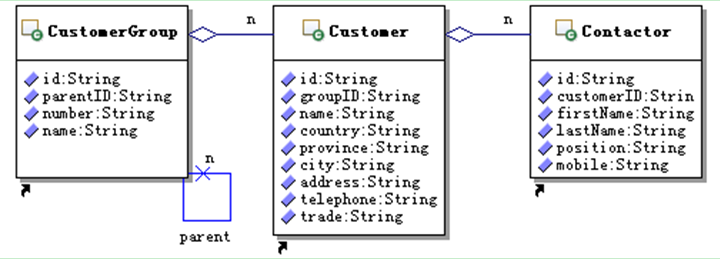 CustomerGroup
id:String
parentID:String
number:String
name:String
n
parent
n
Customer
id:String
groupID:String
name:String
country:String
province:String
city:String
address:String
telephone:String
trade:String
n
Contactor
id:String
customerID:Strin
firstName:String
lastName:String
position:String
mobile:String